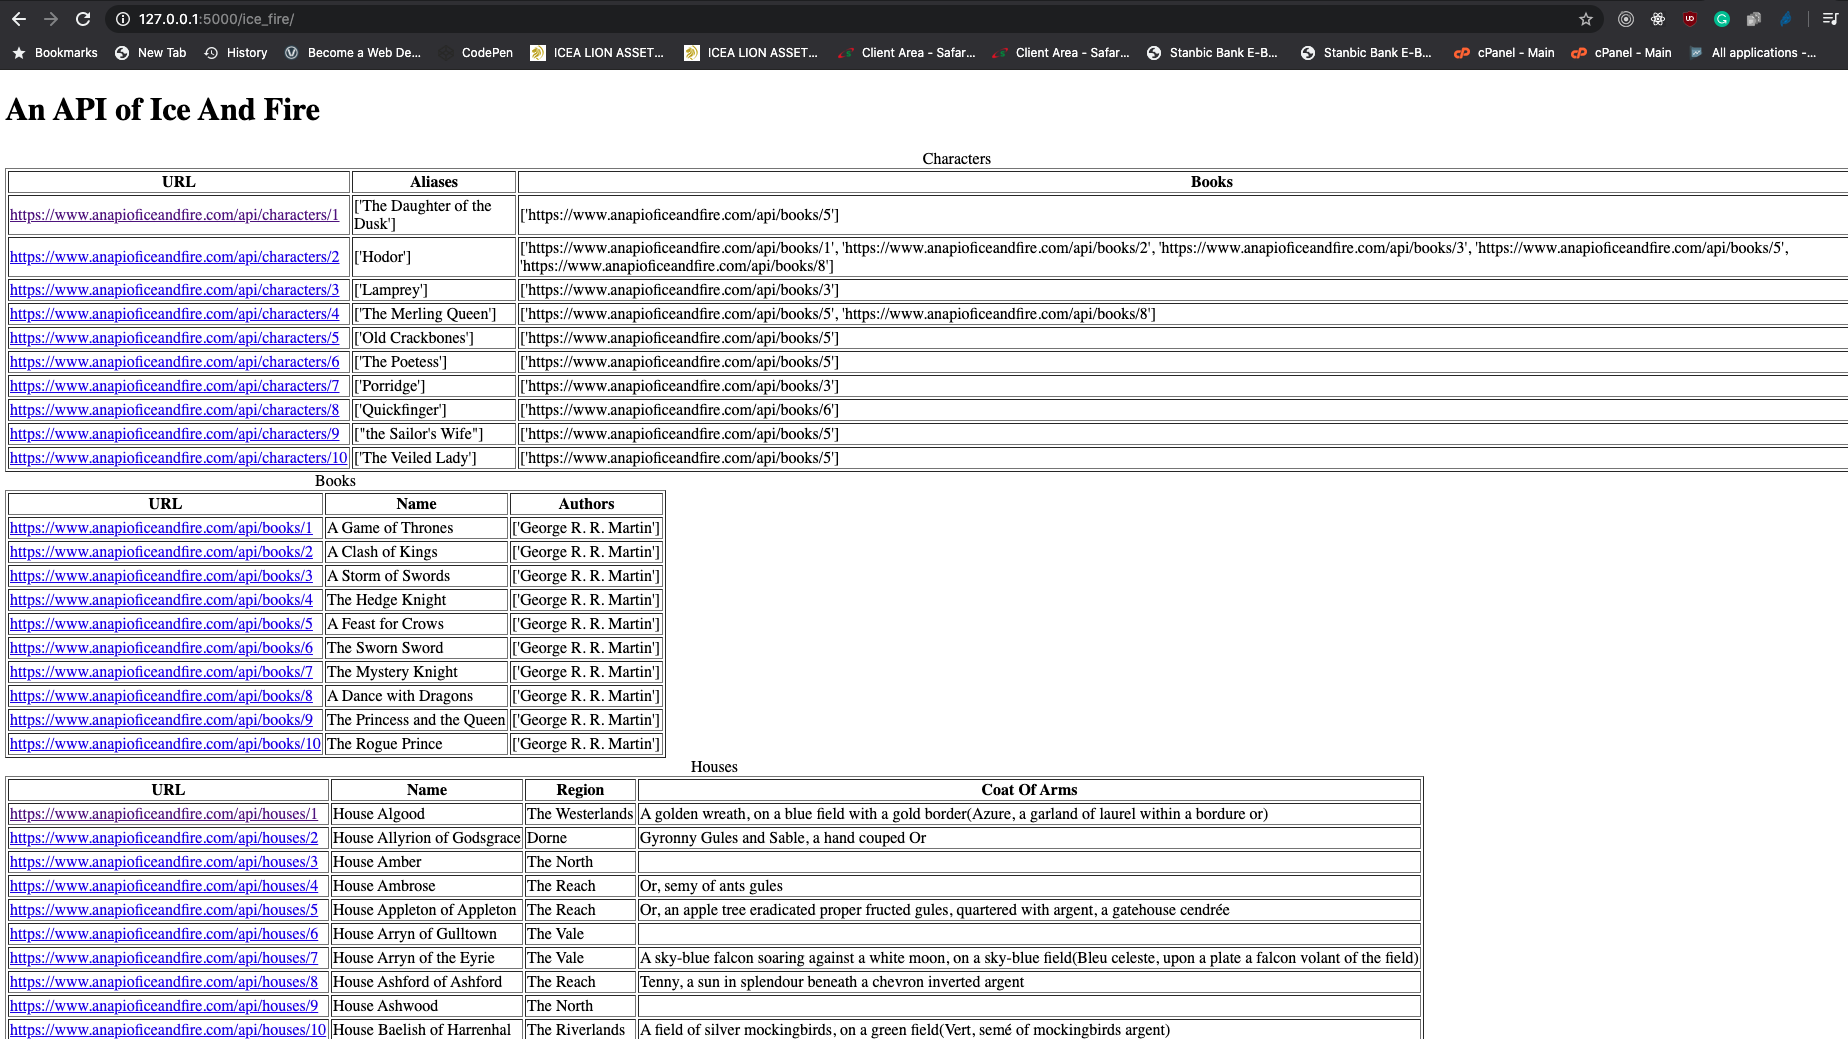 127.0.0.1:5000/ice_fire/
Bookmarks New Tab History Become a Web De... CodePen ICEA LION ASSET... ICEA LION ASSET... Client Area - Safar... Client Area - Safar... Stanbic Bank E-B... Stanbic Bank E-B... cPanel - Main cPanel - Main All applications -...
An API of Ice And Fire
Characters
URL Aliases Books
https://www.anapioficeandfire.com/api/characters/1 ['The Daughter of the
Dusk'] ['https://www.anapioficeandfire.com/api/books/5']
https://www.anapioficeandfire.com/api/characters/2 ['Hodor'] ['https://www.anapioficeandfire.com/api/books/1', 'https://www.anapioficeandfire.com/api/books/2', 'https://www.anapioficeandfire.com/api/books/3', 'https://www.anapioficeandfire.com/api/books/5',
'https://www.anapioficeandfire.com/api/books/8']
https://www.anapioficeandfire.com/api/characters/3 ['Lamprey'] ['https://www.anapioficeandfire.com/api/books/3']
https://www.anapioficeandfire.com/api/characters/4 ['The Merling Queen'] ['https://www.anapioficeandfire.com/api/books/5', 'https://www.anapioficeandfire.com/api/books/8']
https://www.anapioficeandfire.com/api/characters/5 ['Old Crackbones'] ['https://www.anapioficeandfire.com/api/books/5']
https://www.anapioficeandfire.com/api/characters/6 ['The Poetess'] ['https://www.anapioficeandfire.com/api/books/5']
https://www.anapioficeandfire.com/api/characters/7 ['Porridge'] ['https://www.anapioficeandfire.com/api/books/3']
https://www.anapioficeandfire.com/api/characters/8 ['Quickfinger'] ['https://www.anapioficeandfire.com/api/books/6']
https://www.anapioficeandfire.com/api/characters/9 ["the Sailor's Wife"] ['https://www.anapioficeandfire.com/api/books/5']
https://www.anapioficeandfire.com/api/characters/10 ['The Veiled Lady'] ['https://www.anapioficeandfire.com/api/books/5']
Books
URL Name Authors
https://www.anapioficeandfire.com/api/books/1 A Game of Thrones ['George R. R. Martin']
https://www.anapioficeandfire.com/api/books/2 A Clash of Kings ['George R. R. Martin']
https://www.anapioficeandfire.com/api/books/3 A Storm of Swords ['George R. R. Martin']
https://www.anapioficeandfire.com/api/books/4 The Hedge Knight ['George R. R. Martin']
https://www.anapioficeandfire.com/api/books/5 A Feast for Crows ['George R. R. Martin']
https://www.anapioficeandfire.com/api/books/6 The Sworn Sword ['George R. R. Martin']
https://www.anapioficeandfire.com/api/books/7 The Mystery Knight ['George R. R. Martin']
https://www.anapioficeandfire.com/api/books/8 A Dance with Dragons ['George R. R. Martin']
https://www.anapioficeandfire.com/api/books/9 The Princess and the Queen ['George R. R. Martin']
https://www.anapioficeandfire.com/api/books/10 The Rogue Prince ['George R. R. Martin']
Houses
URL Name Region Coat Of Arms
https://www.anapioficeandfire.com/api/houses/1 House Algood The Westerlands A golden wreath, on a blue field with a gold border(Azure, a garland of laurel within a bordure or)
https://www.anapioficeandfire.com/api/houses/2 House Allyrion of Godsgrace Dorne Gyronny Gules and Sable, a hand couped Or
https://www.anapioficeandfire.com/api/houses/3 House Amber The North
https://www.anapioficeandfire.com/api/houses/4 House Ambrose The Reach Or, semy of ants gules
https://www.anapioficeandfire.com/api/houses/5 House Appleton of Appleton The Reach Or, an apple tree eradicated proper fructed gules, quartered with argent, a gatehouse cendrée
https://www.anapioficeandfire.com/api/houses/6 House Arryn of Gulltown The Vale
https://www.anapioficeandfire.com/api/houses/7 House Arryn of the Eyrie The Vale A sky-blue falcon soaring against a white moon, on a sky-blue field(Bleu celeste, upon a plate a falcon volant of the field)
https://www.anapioficeandfire.com/api/houses/8 House Ashford of Ashford The Reach Tenny, a sun in splendour beneath a chevron inverted argent
https://www.anapioficeandfire.com/api/houses/9 House Ashwood The North
https://www.anapioficeandfire.com/api/houses/10 House Baelish of Harrenhal The Riverlands A field of silver mockingbirds, on a green field(Vert, semé of mockingbirds argent)